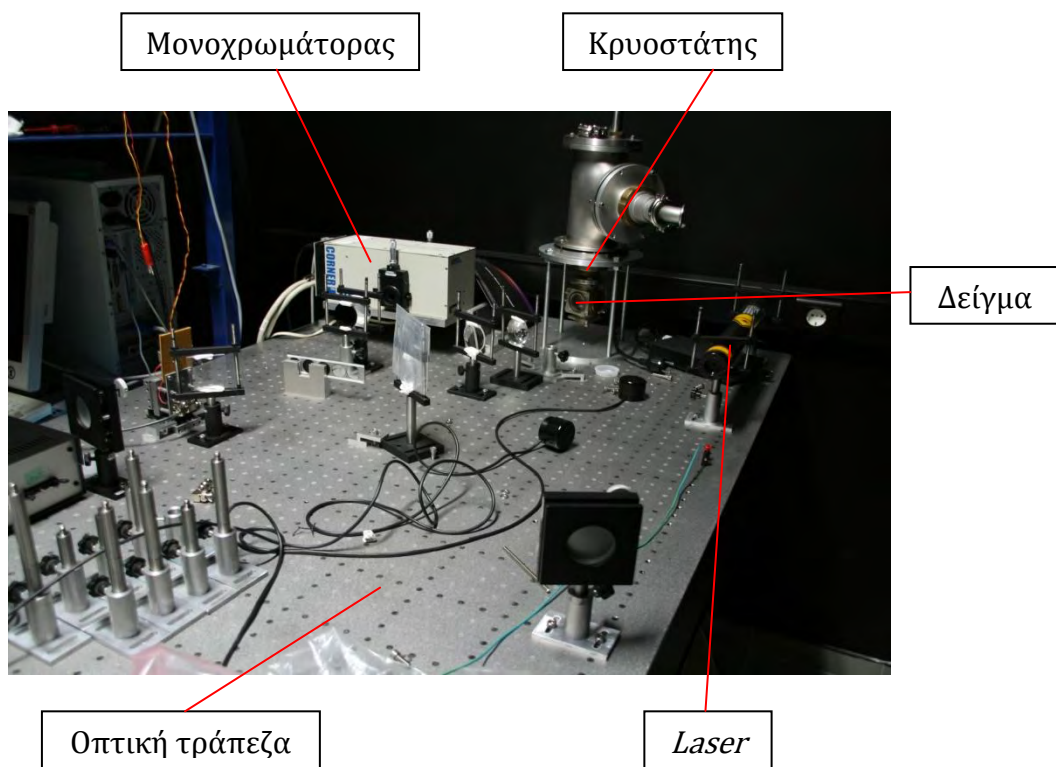 Μονοχρωμάτορας
Κρυοστάτης
CORNER
Δείγμα
Οπτική τράπεζα
Laser